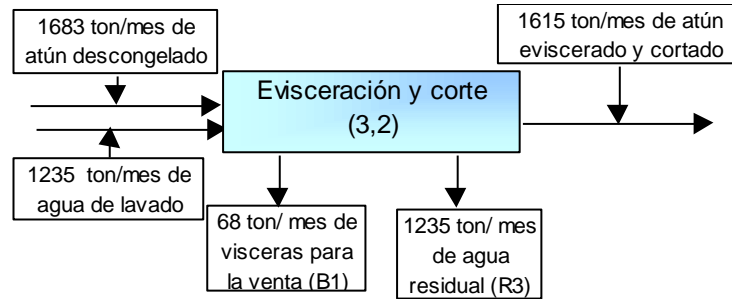 1683 ton/mes de
atún descongelado
1615 ton/mes de atún
eviscerado y cortado
Evisceración y corte
(3,2)
1235 ton/mes de
agua de lavado
68 ton/ mes de
visceras para
la venta (B1)
1235 ton/ mes
de agua
residual (R3)